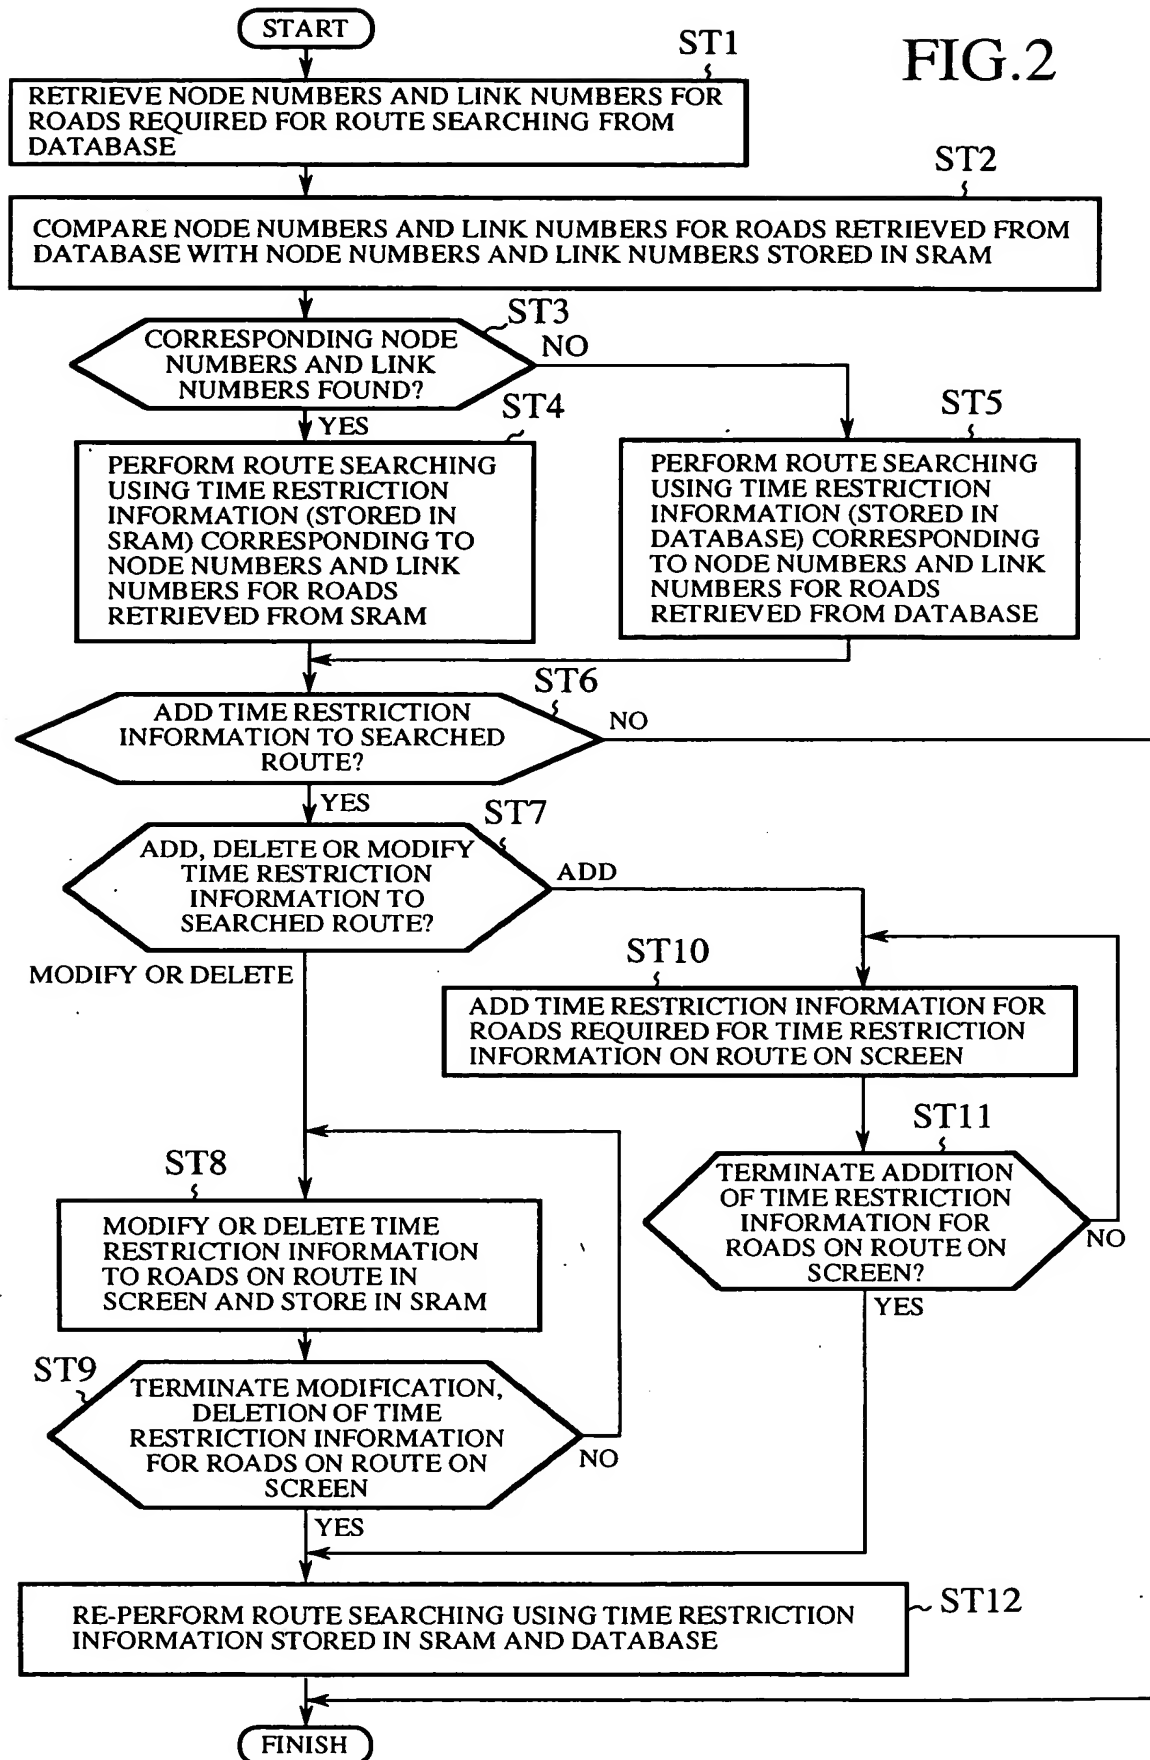 START
ST1
FIG.2
RETRIEVE NODE NUMBERS AND LINK NUMBERS FOR
ROADS REQUIRED FOR ROUTE SEARCHING FROM
DATABASE
ST2
COMPARE NODE NUMBERS AND LINK NUMBERS FOR ROADS RETRIEVED FROM
DATABASE WITH NODE NUMBERS AND LINK NUMBERS STORED IN SRAM
ST3
CORRESPONDING NODE
NUMBERS AND LINK
NUMBERS FOUND?
NO
YES
ST4
PERFORM ROUTE SEARCHING
USING TIME RESTRICTION
INFORMATION (STORED IN
SRAM) CORRESPONDING TO
NODE NUMBERS AND LINK
NUMBERS FOR ROADS
RETRIEVED FROM SRAM
ST5
PERFORM ROUTE SEARCHING
USING TIME RESTRICTION
INFORMATION (STORED IN
DATABASE) CORRESPONDING
TO NODE NUMBERS AND LINK
NUMBERS FOR ROADS
RETRIEVED FROM DATABASE
ST6
ADD TIME RESTRICTION
INFORMATION TO SEARCHED
ROUTE?
NO
YES
ST7
ADD, DELETE OR MODIFY
TIME RESTRICTION
INFORMATION TO
SEARCHED ROUTE?
ADD
MODIFY OR DELETE
ST10
ADD TIME RESTRICTION INFORMATION FOR
ROADS REQUIRED FOR TIME RESTRICTION
INFORMATION ON ROUTE ON SCREEN
ST11
TERMINATE ADDITION
OF TIME RESTRICTION
INFORMATION FOR
ROADS ON ROUTE ON
SCREEN?
NO
YES
ST8
MODIFY OR DELETE TIME
RESTRICTION INFORMATION
TO ROADS ON ROUTE IN
SCREEN AND STORE IN SRAM
ST9
TERMINATE MODIFICATION,
DELETION OF TIME
RESTRICTION INFORMATION
FOR ROADS ON ROUTE ON
SCREEN
NO
YES
ST12
RE-PERFORM ROUTE SEARCHING USING TIME RESTRICTION
INFORMATION STORED IN SRAM AND DATABASE
FINISH